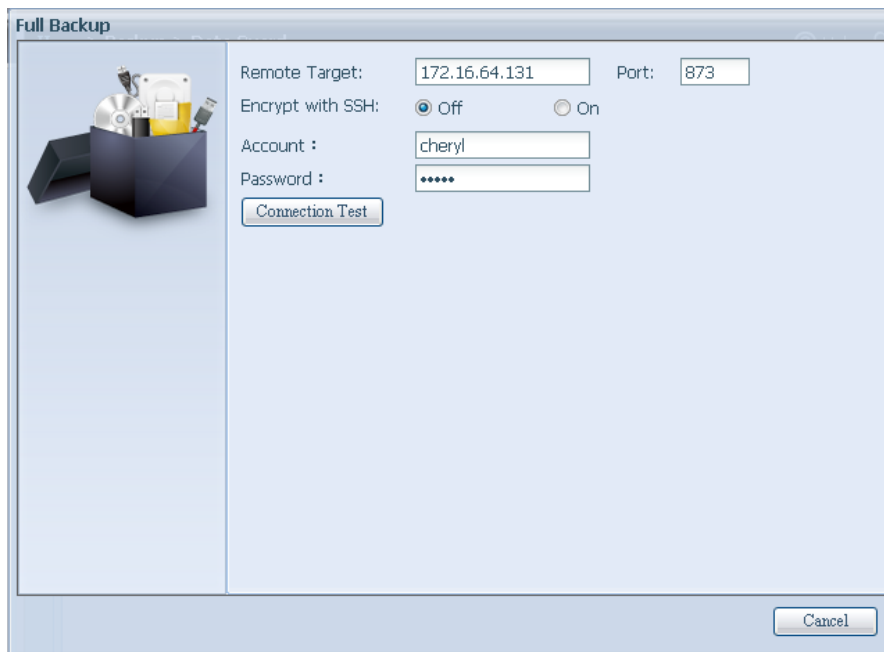 Full Backup
Remote Target: 172.16.64.131 Port: 873
Encrypt with SSH: Off On
Account : cheryl
Password : •••••
Connection Test
Cancel